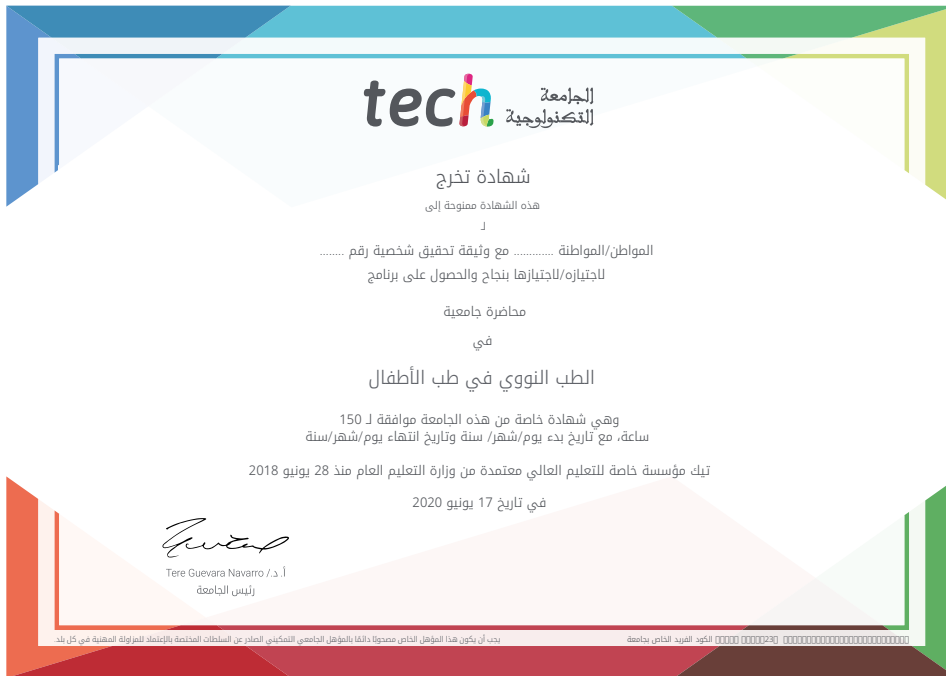 tech الجامعة
التكنولوجية
شهادة تخرج
هذه الشهادة ممنوحة إلى
لـ
المواطن/المواطنة ............ مع وثيقة تحقيق شخصية رقم ........
لاجتيازه/لاجتيازها بنجاح والحصول على برنامج
محاضرة جامعية
في
الطب النووي في طب الأطفال
وهي شهادة خاصة من هذه الجامعة موافقة لـ 150
ساعة، مع تاريخ بدء يوم/شهر/ سنة وتاريخ انتهاء يوم/شهر/سنة
تيك مؤسسة خاصة للتعليم العالي معتمدة من وزارة التعليم العام منذ 28 يونيو 2018
في تاريخ 17 يونيو 2020
أ. د./ Tere Guevara Navarro
رئيس الجامعة
الكود الفريد الخاص بجامعة
يجب أن يكون هذا المؤهل الخاص مصحوبًا دائمًا بالمؤهل الجامعي التمكيني الصادر عن السلطات المختصة بالإعتماد للمزاولة المهنية في كل بلد.